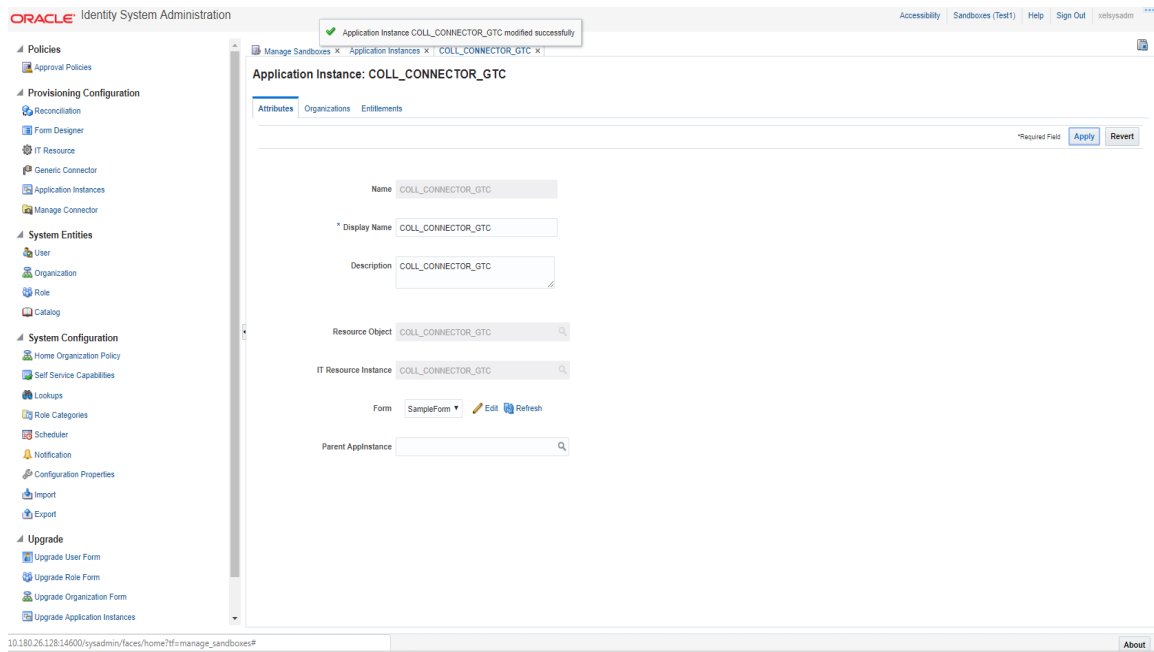 ORACLE® Identity System Administration
Accessibility Sandboxes (Test1) Help Sign Out xelsysadm
Application Instance COLL_CONNECTOR_GTC modified successfully
Policies
Approval Policies
Provisioning Configuration
Reconciliation
Form Designer
IT Resource
Generic Connector
Application Instances
Manage Connector
System Entities
User
Organization
Role
Catalog
System Configuration
Home Organization Policy
Self Service Capabilities
Lookups
Role Categories
Scheduler
Notification
Configuration Properties
Import
Export
Upgrade
Upgrade User Form
Upgrade Role Form
Upgrade Organization Form
Upgrade Application Instances
Manage Sandboxes × Application Instances × COLL_CONNECTOR_GTC ×
Application Instance: COLL_CONNECTOR_GTC
Attributes Organizations Entitlements
*Required Field Apply Revert
Name COLL_CONNECTOR_GTC
* Display Name COLL_CONNECTOR_GTC
Description COLL_CONNECTOR_GTC
Resource Object COLL_CONNECTOR_GTC
IT Resource Instance COLL_CONNECTOR_GTC
Form SampleForm Edit Refresh
Parent AppInstance
10.180.26.128:14600/sysadmin/faces/home?tf=manage_sandboxes#
About